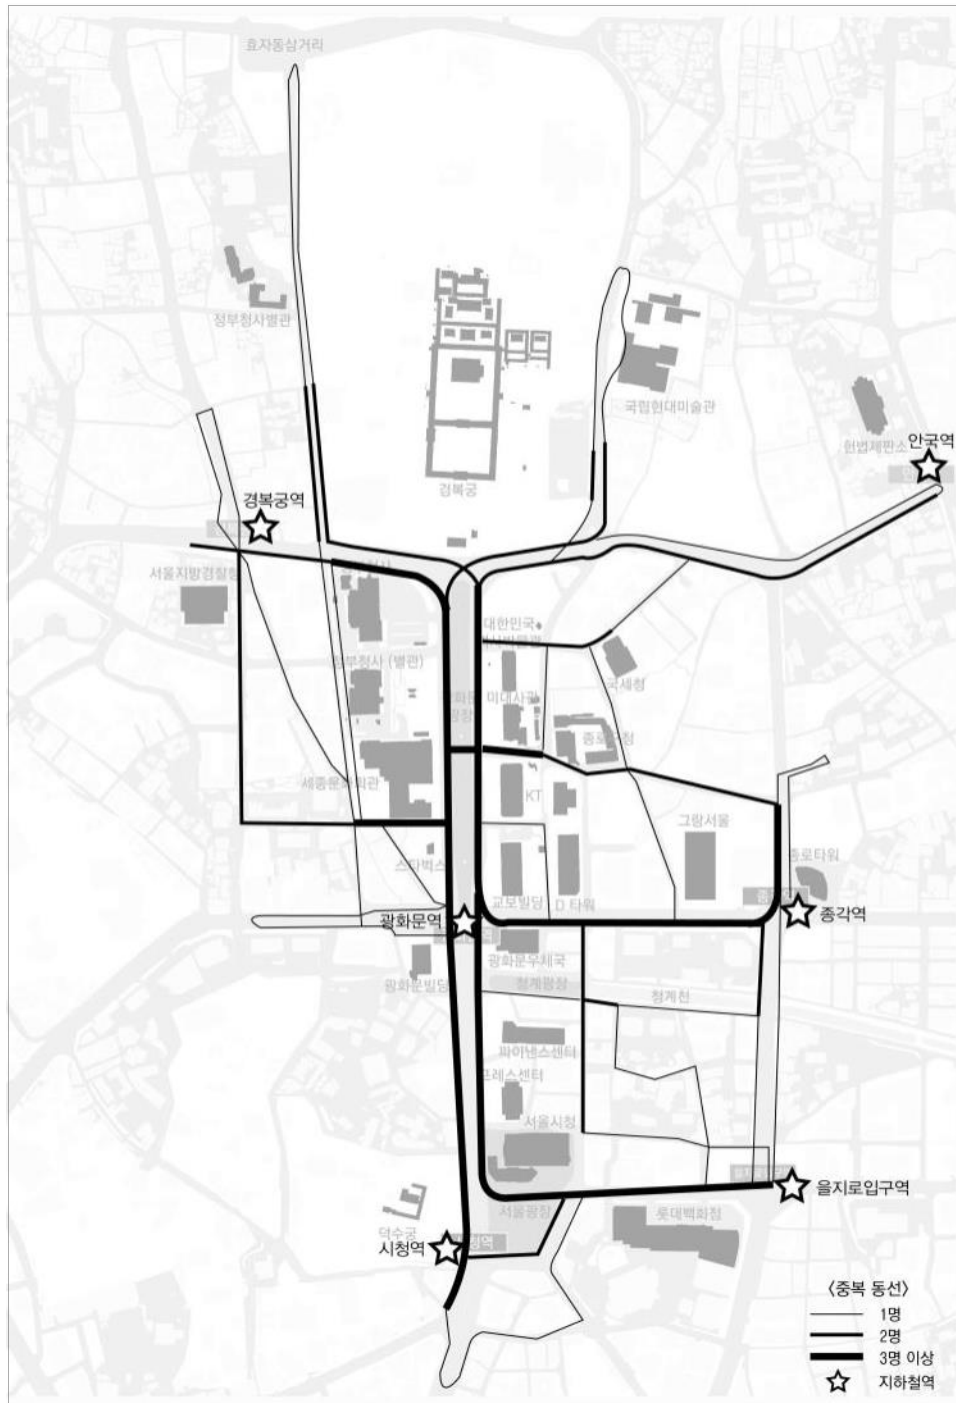 효자동삼거리
정부청사별관
국립현대미술관
헌법재판소
안국역
경복궁
경복궁역
서울지방경찰청
대한민국
정부청사 (별관)
미대사관
국세청
종로구청
세종문화회관
KT
그랑서울
스타벅스
종로타워
교보빌딩
D 타워
종각역
광화문역
광화문우체국
광화문빌딩
청계광장
청계천
파이낸스센터
프레스센터
서울시청
을지로입구역
서울광장
롯데백화점
덕수궁
시청역
〈중복 동선〉
1명
2명
3명 이상
지하철역